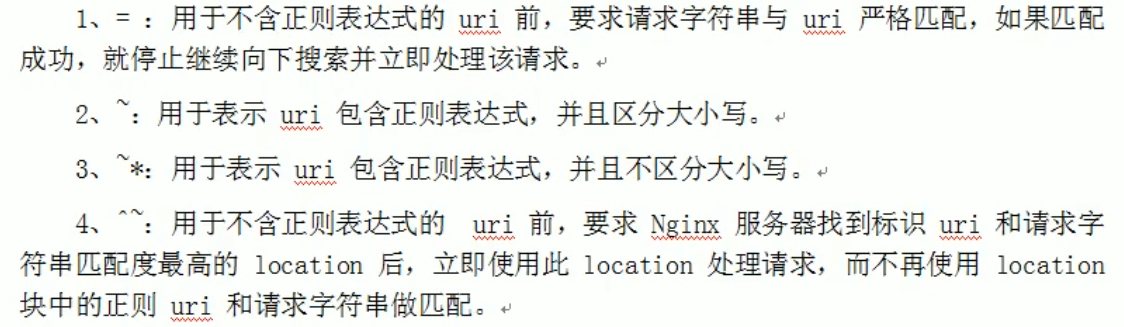 1、= ：用于不含正则表达式的 uri 前，要求请求字符串与 uri 严格匹配，如果匹配
成功，就停止继续向下搜索并立即处理该请求。
2、~：用于表示 uri 包含正则表达式，并且区分大小写。
3、~*：用于表示 uri 包含正则表达式，并且不区分大小写。
4、^~：用于不含正则表达式的 uri 前，要求 Nginx 服务器找到标识 uri 和请求字
符串匹配度最高的 location 后，立即使用此 location 处理请求，而不再使用 location
块中的正则 uri 和请求字符串做匹配。